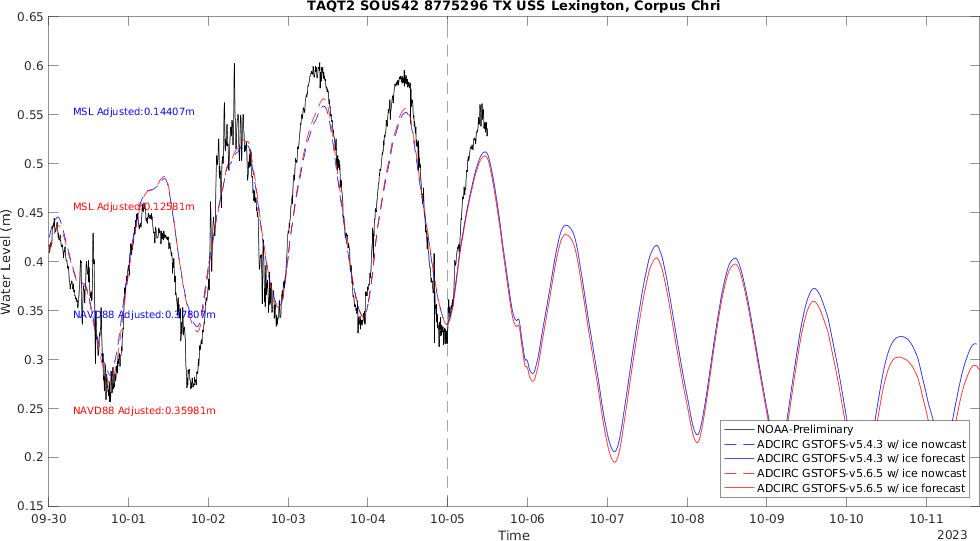 TAQT2 SOUS42 8775296 TX USS Lexington, Corpus Chri
0.65
0.6
0.55
0.5
0.45
0.4
0.35
0.3
0.25
0.2
0.15
Water Level (m)
MSL Adjusted:0.14407m
MSL Adjusted:0.12581m
NAVD88 Adjusted:0.37807m
NAVD88 Adjusted:0.35981m
NOAA-Preliminary
ADCIRC GSTOFS-v5.4.3 w/ ice nowcast
ADCIRC GSTOFS-v5.4.3 w/ ice forecast
ADCIRC GSTOFS-v5.6.5 w/ ice nowcast
ADCIRC GSTOFS-v5.6.5 w/ ice forecast
09-30 10-01 10-02 10-03 10-04 10-05 10-06 10-07 10-08 10-09 10-10 10-11
Time
2023